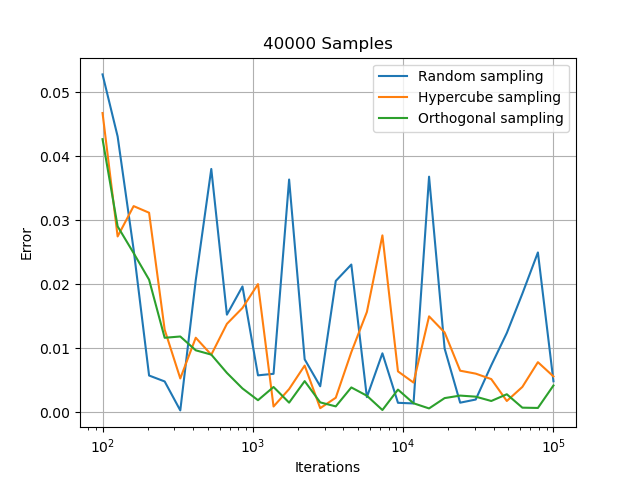 40000 Samples
Random sampling
Hypercube sampling
Orthogonal sampling
0.05
0.04
0.03
0.02
0.01
0.00
Error
10² 10³ 10⁴ 10⁵
Iterations